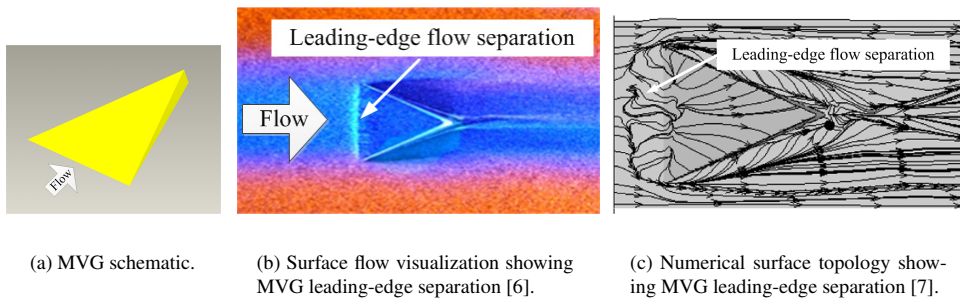 Flow
(a) MVG schematic.
Leading-edge flow separation
Flow
(b) Surface flow visualization showing
MVG leading-edge separation [6].
Leading-edge flow separation
(c) Numerical surface topology show-
ing MVG leading-edge separation [7].